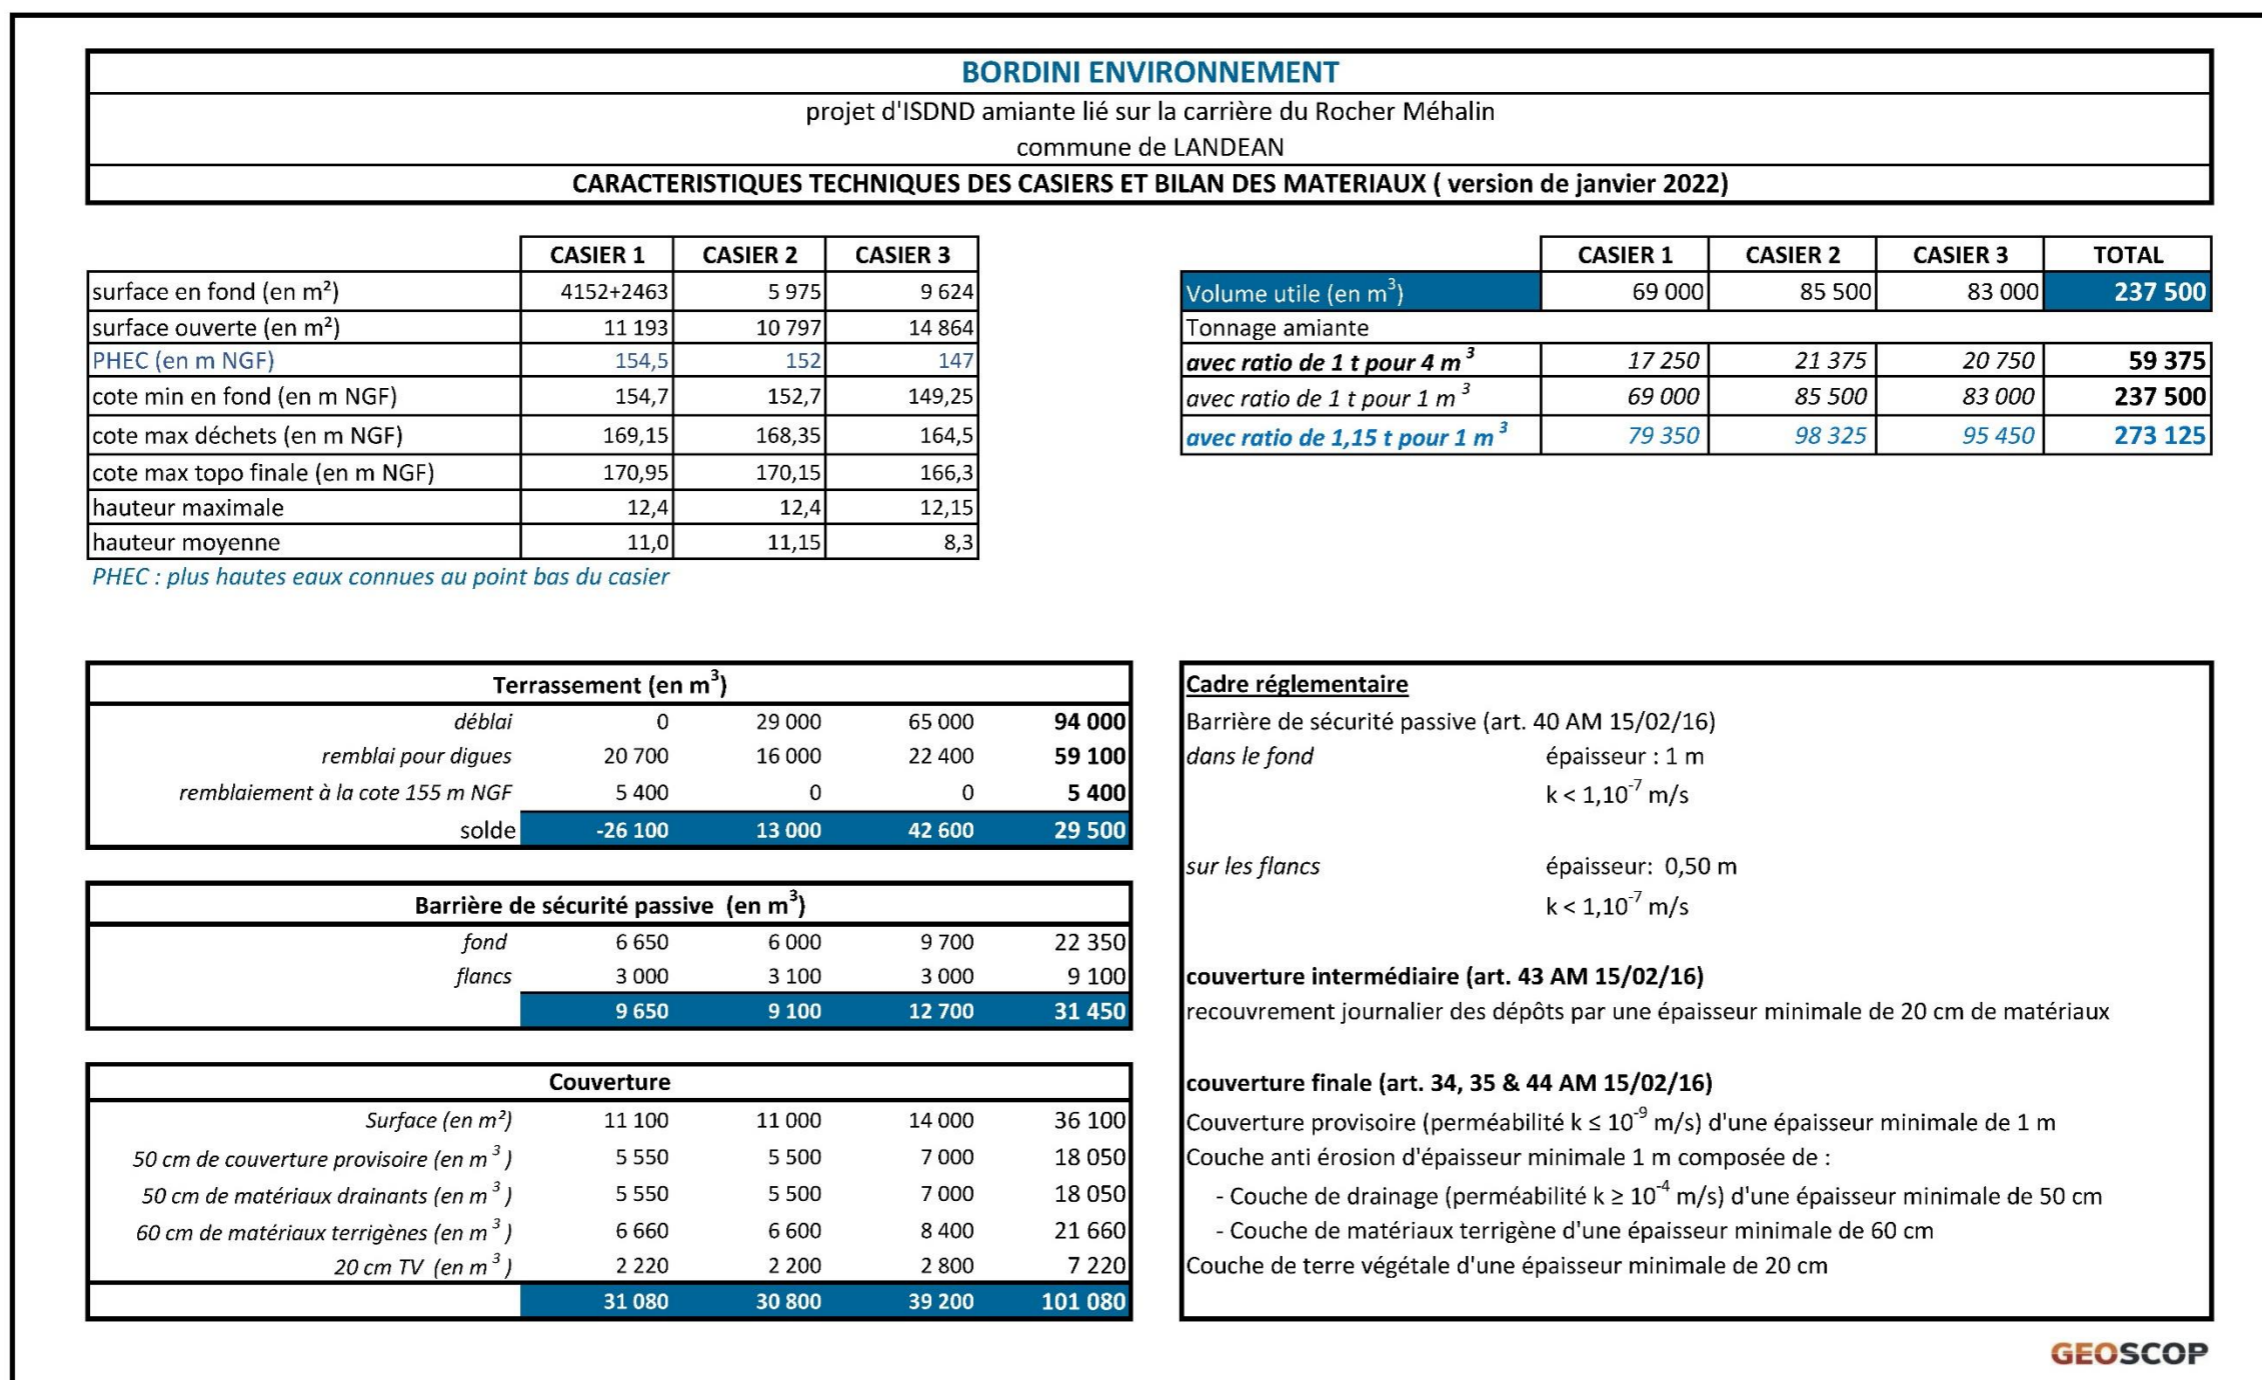 BORDINI ENVIRONNEMENT
projet d'ISDND amiante lié sur la carrière du Rocher Méhalin
commune de LANDEAN
CARACTERISTIQUES TECHNIQUES DES CASIERS ET BILAN DES MATERIAUX ( version de janvier 2022)
CASIER 1 CASIER 2 CASIER 3
surface en fond (en m²) 4152+2463 5 975 9 624
surface ouverte (en m²) 11 193 10 797 14 864
PHEC (en m NGF) 154,5 152 147
cote min en fond (en m NGF) 154,7 152,7 149,25
cote max déchets (en m NGF) 169,15 168,35 164,5
cote max topo finale (en m NGF) 170,95 170,15 166,3
hauteur maximale 12,4 12,4 12,15
hauteur moyenne 11,0 11,15 8,3
PHEC : plus hautes eaux connues au point bas du casier
CASIER 1 CASIER 2 CASIER 3 TOTAL
Volume utile (en m³) 69 000 85 500 83 000 237 500
Tonnage amiante
avec ratio de 1 t pour 4 m³ 17 250 21 375 20 750 59 375
avec ratio de 1 t pour 1 m³ 69 000 85 500 83 000 237 500
avec ratio de 1,15 t pour 1 m³ 79 350 98 325 95 450 273 125
Terrassement (en m³)
déblai 0 29 000 65 000 94 000
remblai pour digues 20 700 16 000 22 400 59 100
remblaiement à la cote 155 m NGF 5 400 0 0 5 400
solde -26 100 13 000 42 600 29 500
Barrière de sécurité passive (en m³)
fond 6 650 6 000 9 700 22 350
flancs 3 000 3 100 3 000 9 100
9 650 9 100 12 700 31 450
Couverture
Surface (en m²) 11 100 11 000 14 000 36 100
50 cm de couverture provisoire (en m³) 5 550 5 500 7 000 18 050
50 cm de matériaux drainants (en m³) 5 550 5 500 7 000 18 050
60 cm de matériaux terrigènes (en m³) 6 660 6 600 8 400 21 660
20 cm TV (en m³) 2 220 2 200 2 800 7 220
31 080 30 800 39 200 101 080
Cadre réglementaire
Barrière de sécurité passive (art. 40 AM 15/02/16)
dans le fond épaisseur : 1 m
k < 1,10⁻⁷ m/s
sur les flancs épaisseur: 0,50 m
k < 1,10⁻⁷ m/s
couverture intermédiaire (art. 43 AM 15/02/16)
recouvrement journalier des dépôts par une épaisseur minimale de 20 cm de matériaux
couverture finale (art. 34, 35 & 44 AM 15/02/16)
Couverture provisoire (perméabilité k ≤ 10⁻⁹ m/s) d'une épaisseur minimale de 1 m
Couche anti érosion d'épaisseur minimale 1 m composée de :
- Couche de drainage (perméabilité k ≥ 10⁻⁴ m/s) d'une épaisseur minimale de 50 cm
- Couche de matériaux terrigène d'une épaisseur minimale de 60 cm
Couche de terre végétale d'une épaisseur minimale de 20 cm
GEOSCOP